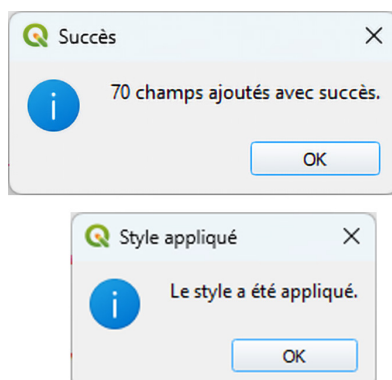 Succès
70 champs ajoutés avec succès.
OK
Style appliqué
Le style a été appliqué.
OK